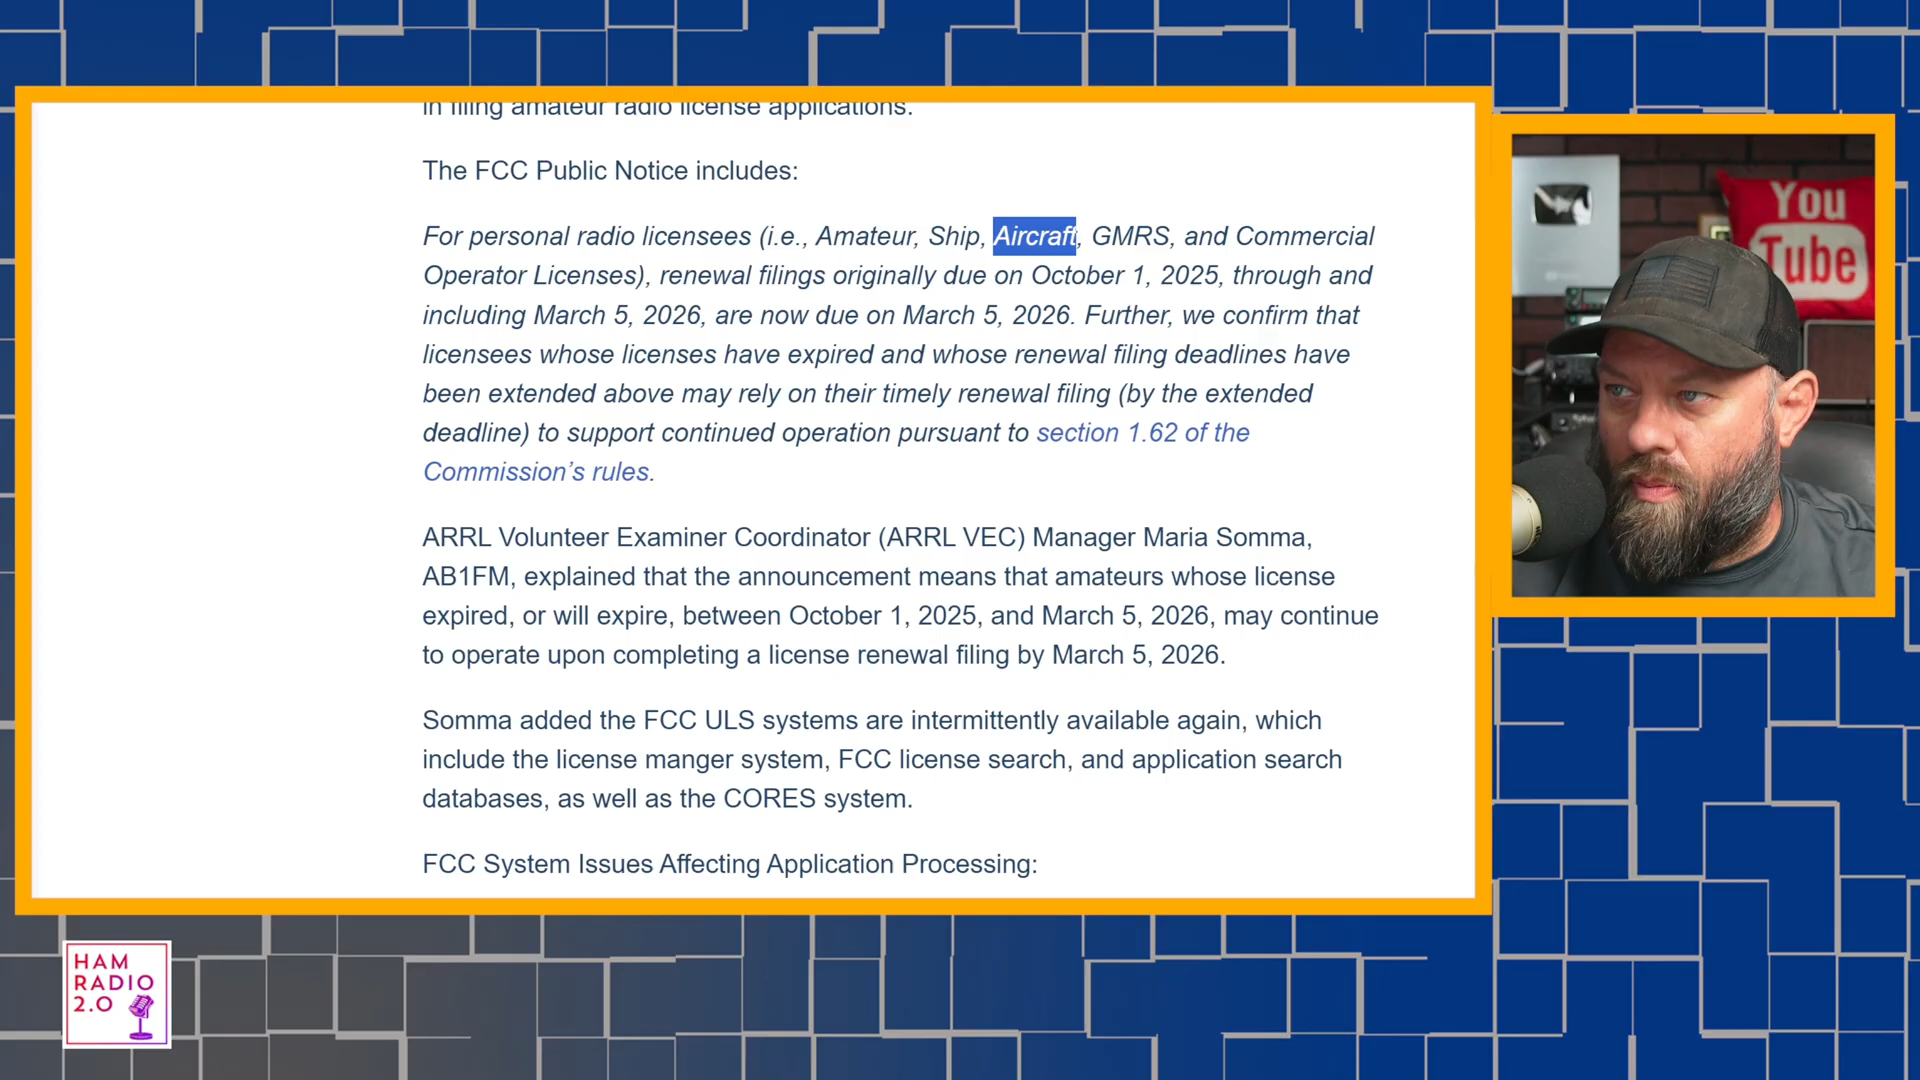 in filing amateur radio license applications.
The FCC Public Notice includes:
For personal radio licensees (i.e., Amateur, Ship, Aircraft, GMRS, and Commercial
Operator Licenses), renewal filings originally due on October 1, 2025, through and
including March 5, 2026, are now due on March 5, 2026. Further, we confirm that
licensees whose licenses have expired and whose renewal filing deadlines have
been extended above may rely on their timely renewal filing (by the extended
deadline) to support continued operation pursuant to section 1.62 of the
Commission’s rules.
ARRL Volunteer Examiner Coordinator (ARRL VEC) Manager Maria Somma,
AB1FM, explained that the announcement means that amateurs whose license
expired, or will expire, between October 1, 2025, and March 5, 2026, may continue
to operate upon completing a license renewal filing by March 5, 2026.
Somma added the FCC ULS systems are intermittently available again, which
include the license manger system, FCC license search, and application search
databases, as well as the CORES system.
FCC System Issues Affecting Application Processing:
You
Tube
HAM
RADIO
2.0